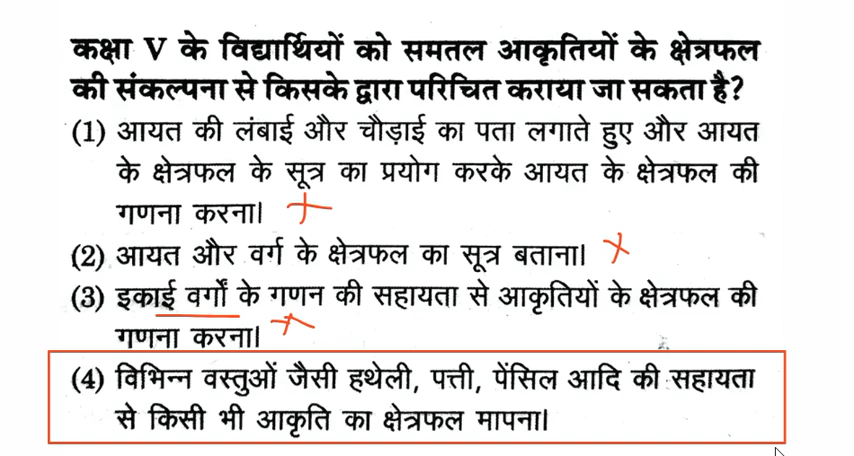 कक्षा V के विद्यार्थियों को समतल आकृतियों के क्षेत्रफल
की संकल्पना से किसके द्वारा परिचित कराया जा सकता है?
(1) आयत की लंबाई और चौड़ाई का पता लगाते हुए और आयत
के क्षेत्रफल के सूत्र का प्रयोग करके आयत के क्षेत्रफल की
गणना करना।
(2) आयत और वर्ग के क्षेत्रफल का सूत्र बताना।
(3) इकाई वर्गों के गणन की सहायता से आकृतियों के क्षेत्रफल की
गणना करना।
(4) विभिन्न वस्तुओं जैसी हथेली, पत्ती, पेंसिल आदि की सहायता
से किसी भी आकृति का क्षेत्रफल मापना।